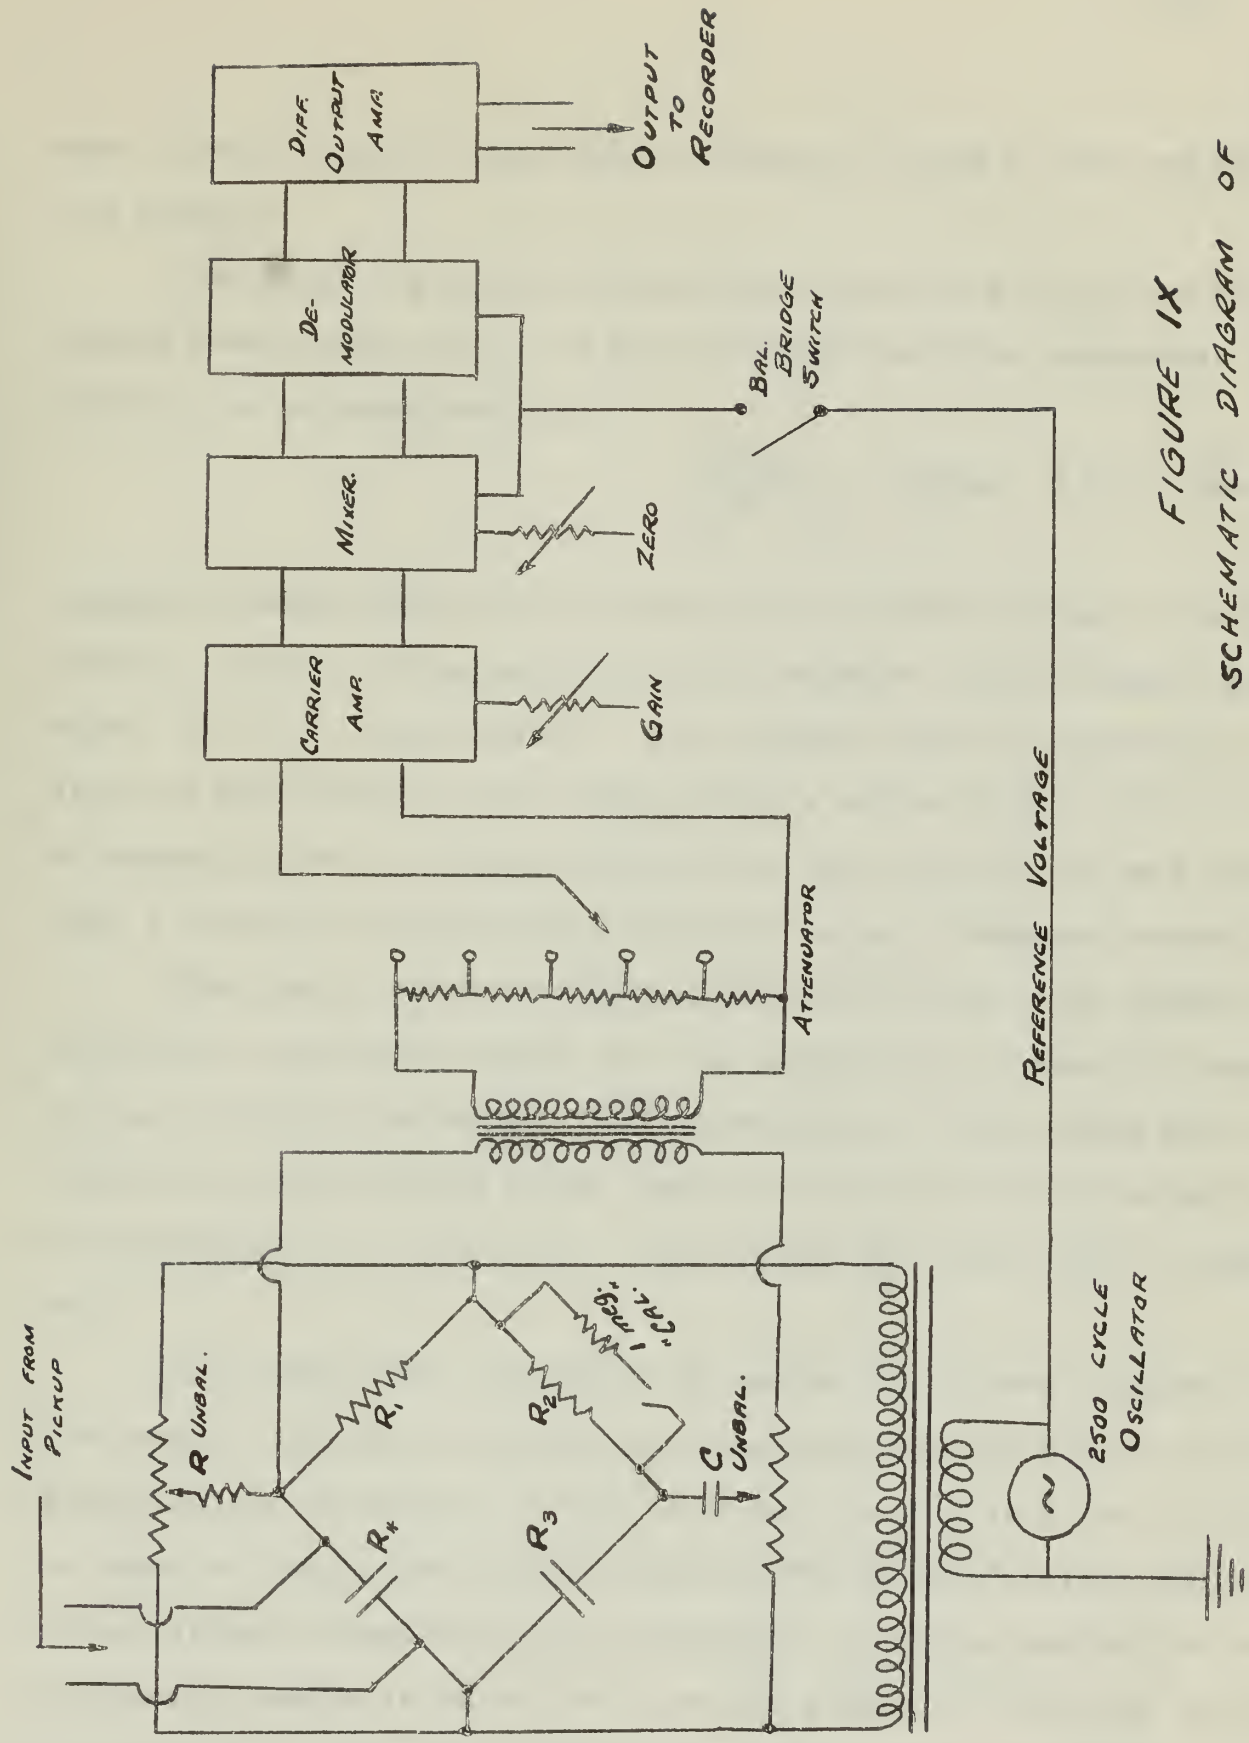 INPUT FROM
PICKUP
R UNBAL.
R1
R2
R3
R4
1 MEG.
"CAL.
C
UNBAL.
2500 CYCLE
OSCILLATOR
ATTENUATOR
REFERENCE VOLTAGE
CARRIER
AMP.
GAIN
MIXER.
ZERO
DE-
MODULATOR
BAL.
BRIDGE
SWITCH
DIFF.
OUTPUT
AMP.
OUTPUT
TO
RECORDER
FIGURE IX
SCHEMATIC DIAGRAM OF